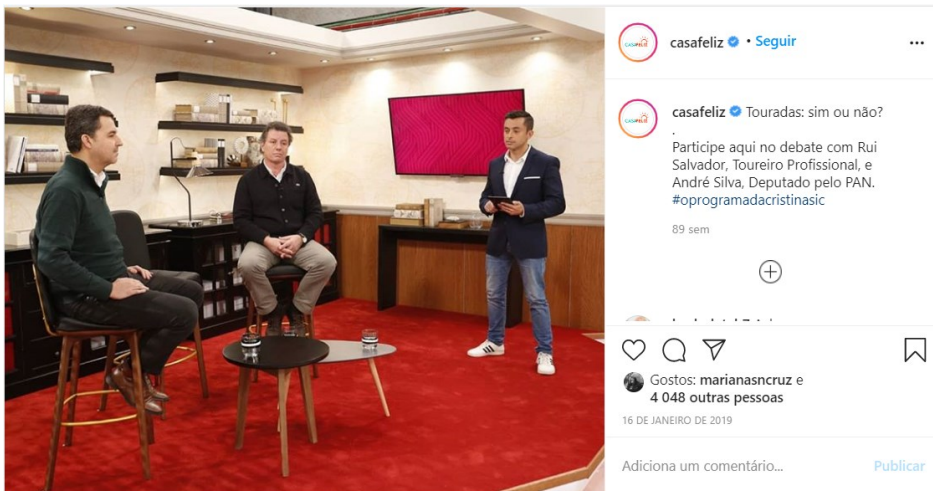 casafeliz • Seguir
CASAFELIZ
casafeliz Touradas: sim ou não?
.
Participe aqui no debate com Rui
Salvador, Toureiro Profissional, e
André Silva, Deputado pelo PAN.
#oprogramadacristinasic
89 sem
Gostos: marianasncruz e
4 048 outras pessoas
16 DE JANEIRO DE 2019
Adiciona um comentário... Publicar